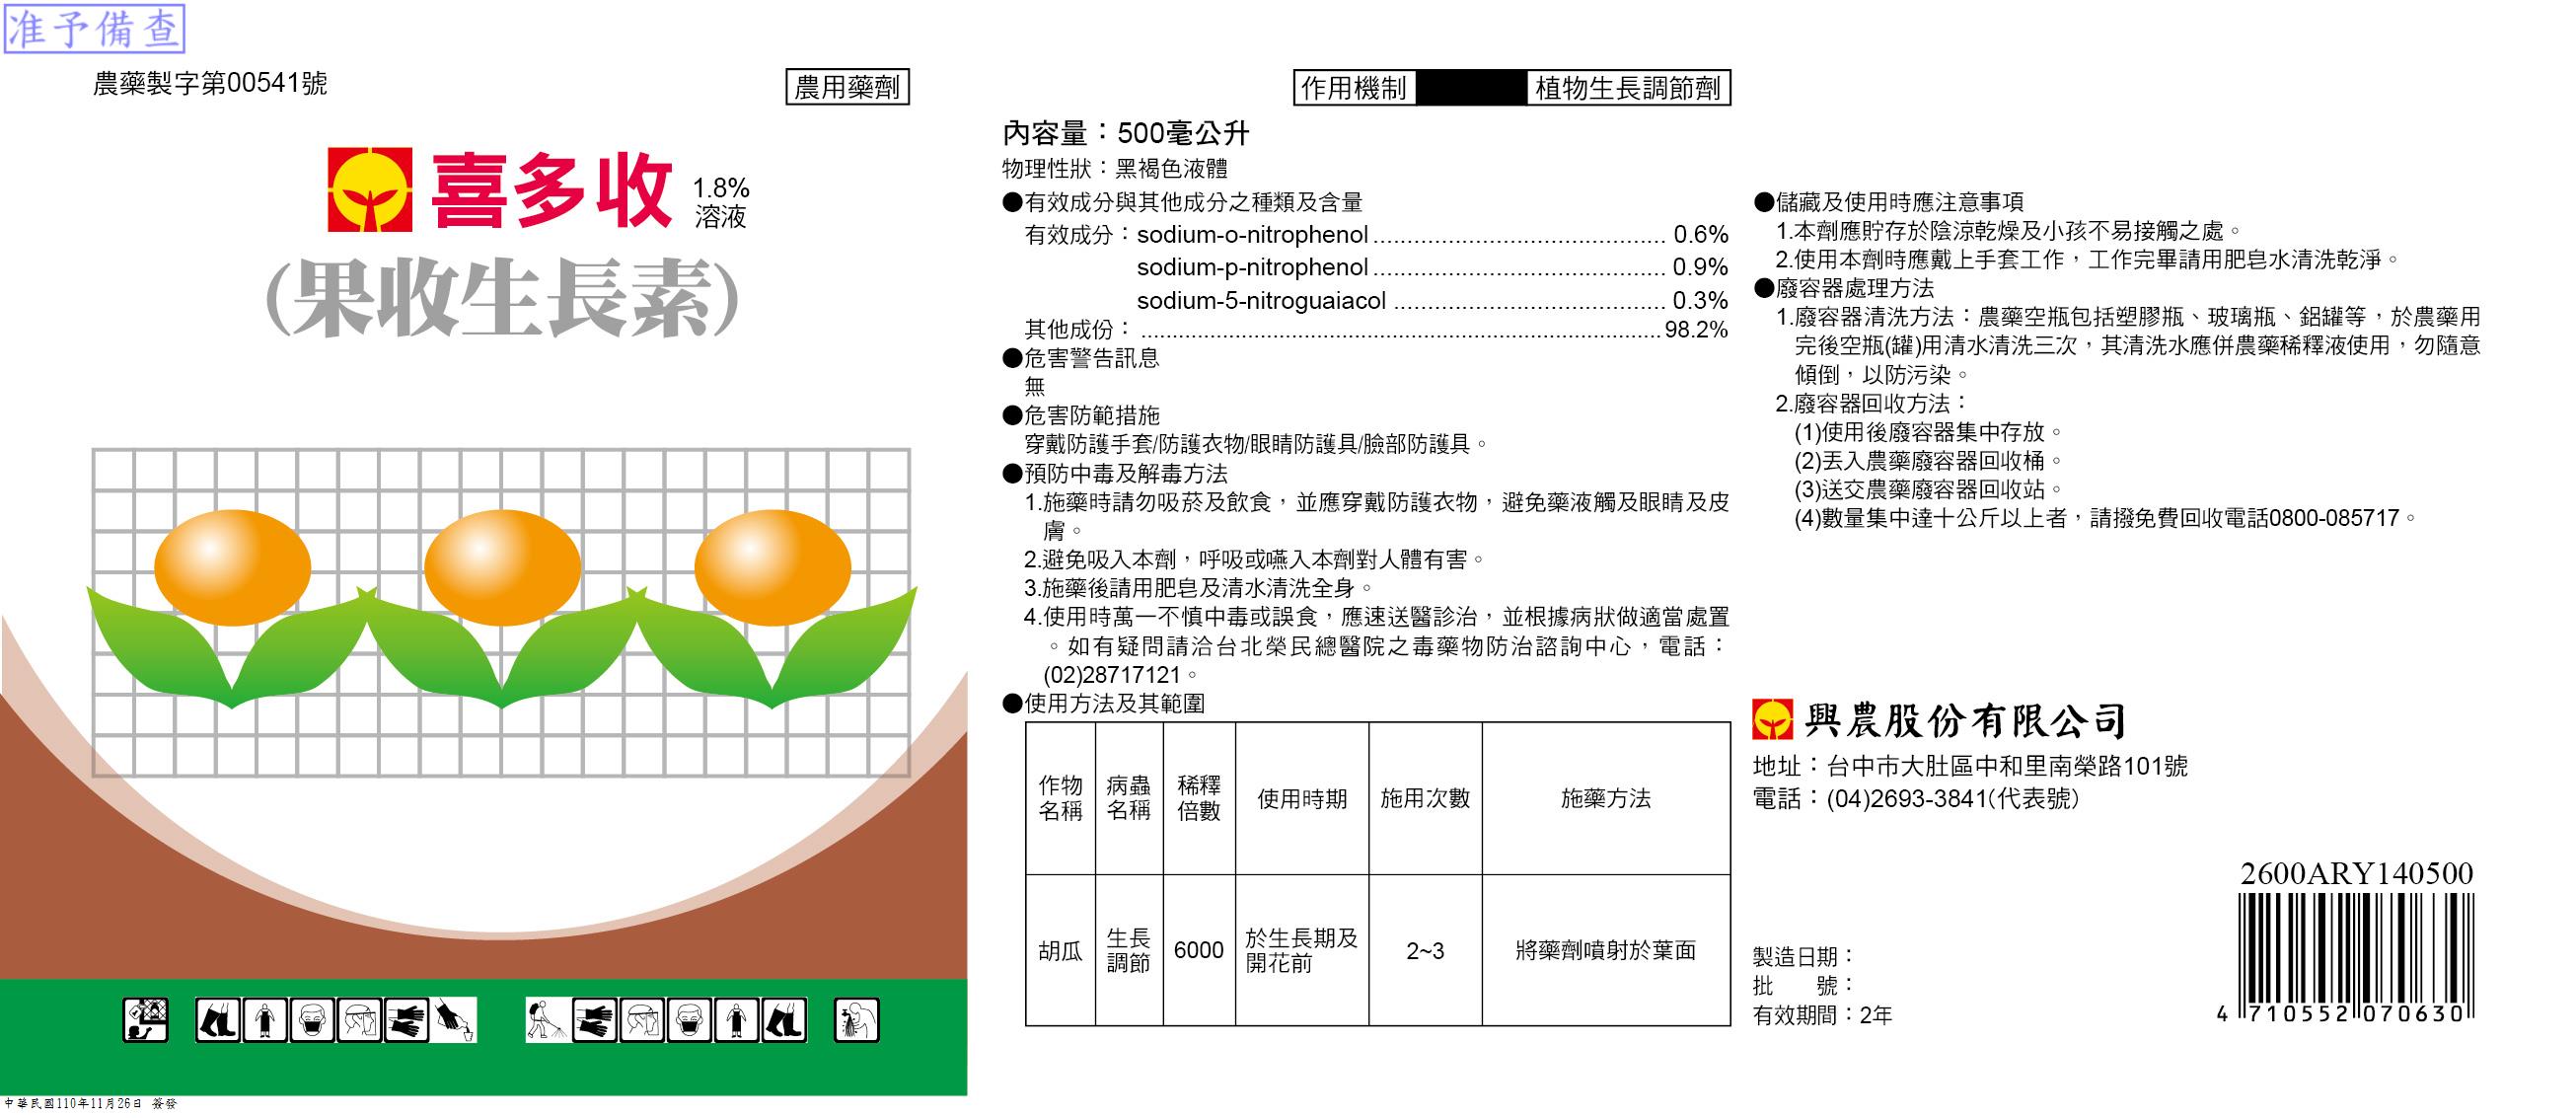 准予備查
農藥製字第00541號
農用藥劑
喜多收
1.8%
溶液
(果收生長素)
中華民國110年11月26日 簽發
作用機制
植物生長調節劑
內容量：500毫公升
物理性狀：黑褐色液體
●有效成分與其他成分之種類及含量
有效成分：sodium-o-nitrophenol........................................... 0.6%
sodium-p-nitrophenol........................................... 0.9%
sodium-5-nitroguaiacol ........................................ 0.3%
其他成份：.................................................................................. 98.2%
●危害警告訊息
無
●危害防範措施
穿戴防護手套/防護衣物/眼睛防護具/臉部防護具。
●預防中毒及解毒方法
1.施藥時請勿吸菸及飲食，並應穿戴防護衣物，避免藥液觸及眼睛及皮
膚。
2.避免吸入本劑，呼吸或嚥入本劑對人體有害。
3.施藥後請用肥皂及清水清洗全身。
4.使用時萬一不慎中毒或誤食，應速送醫診治，並根據病狀做適當處置
。如有疑問請洽台北榮民總醫院之毒藥物防治諮詢中心，電話：
(02)28717121。
●使用方法及其範圍
作物
名稱
病蟲
名稱
稀釋
倍數
使用時期
施用次數
施藥方法
胡瓜
生長
調節
6000
於生長期及
開花前
2~3
將藥劑噴射於葉面
●儲藏及使用時應注意事項
1.本劑應貯存於陰涼乾燥及小孩不易接觸之處。
2.使用本劑時應戴上手套工作，工作完畢請用肥皂水清洗乾淨。
●廢容器處理方法
1.廢容器清洗方法：農藥空瓶包括塑膠瓶、玻璃瓶、鋁罐等，於農藥用
完後空瓶(罐)用清水清洗三次，其清洗水應併農藥稀釋液使用，勿隨意
傾倒，以防污染。
2.廢容器回收方法：
(1)使用後廢容器集中存放。
(2)丟入農藥廢容器回收桶。
(3)送交農藥廢容器回收站。
(4)數量集中達十公斤以上者，請撥免費回收電話0800-085717。
興農股份有限公司
地址：台中市大肚區中和里南榮路101號
電話：(04)2693-3841(代表號)
2600ARY140500
製造日期：
批　　號：
有效期間：2年
4 710552 070630